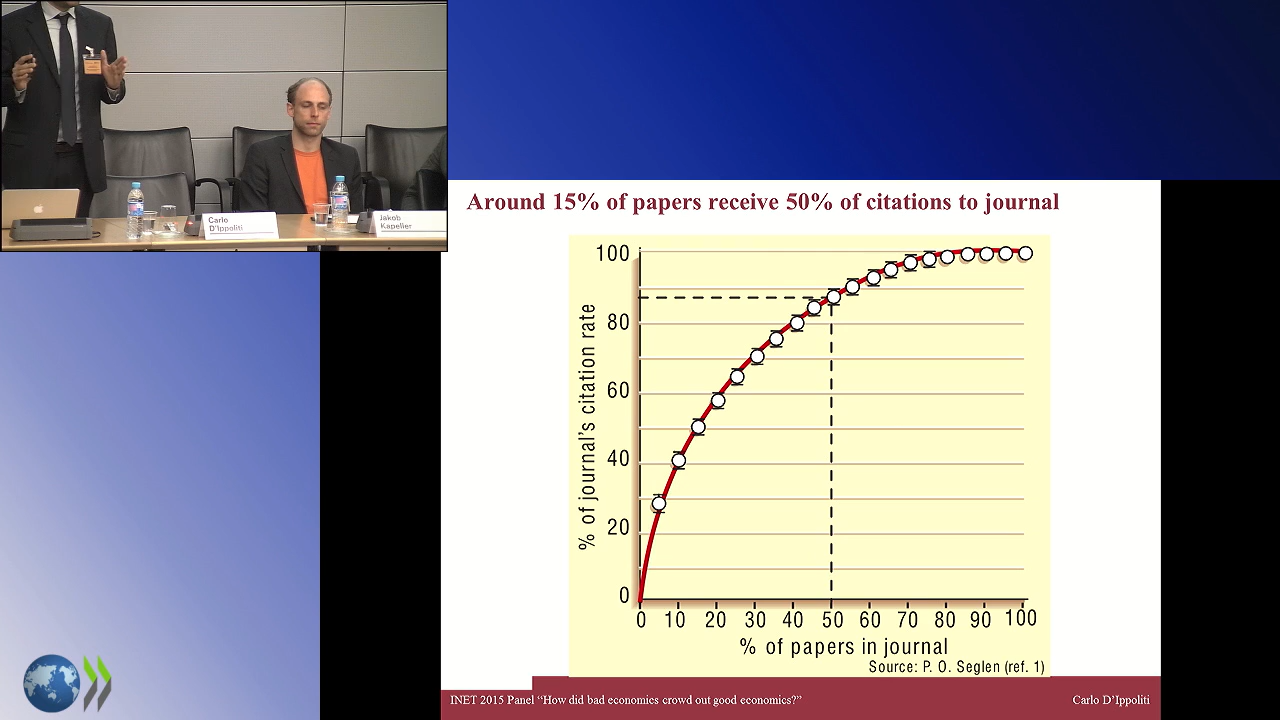 Carlo
D'Ippoliti
Jakob
Kapeller
Around 15% of papers receive 50% of citations to journal
% of journal's citation rate
100
80
60
40
20
0
0 10 20 30 40 50 60 70 80 90 100
% of papers in journal
Source: P. O. Seglen (ref. 1)
INET 2015 Panel “How did bad economics crowd out good economics?”
Carlo D’Ippoliti